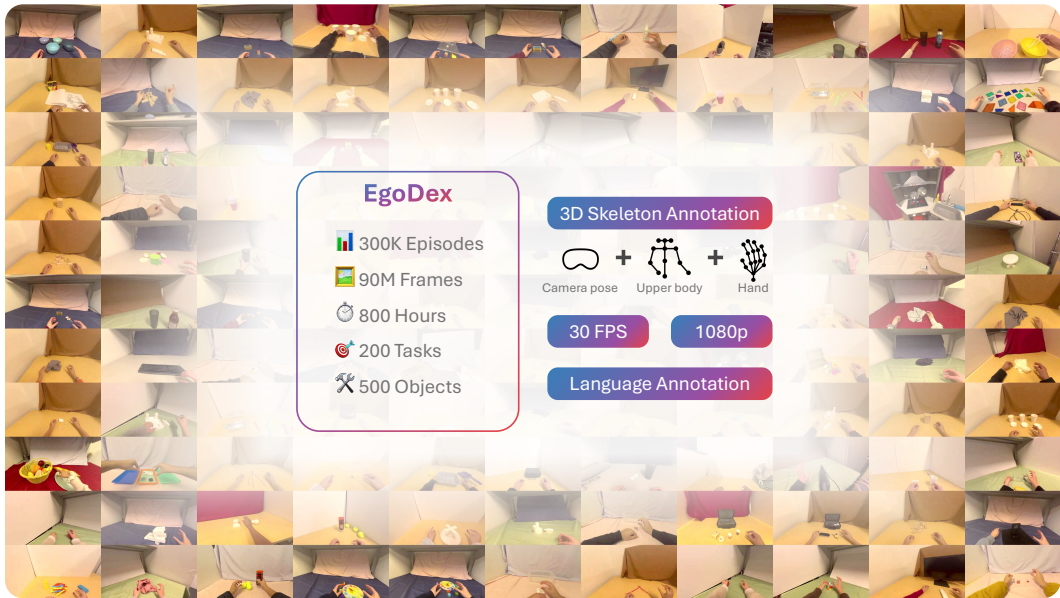 EgoDex
300K Episodes
90M Frames
800 Hours
200 Tasks
500 Objects
3D Skeleton Annotation
Camera pose
+
Upper body
+
Hand
30 FPS
1080p
Language Annotation